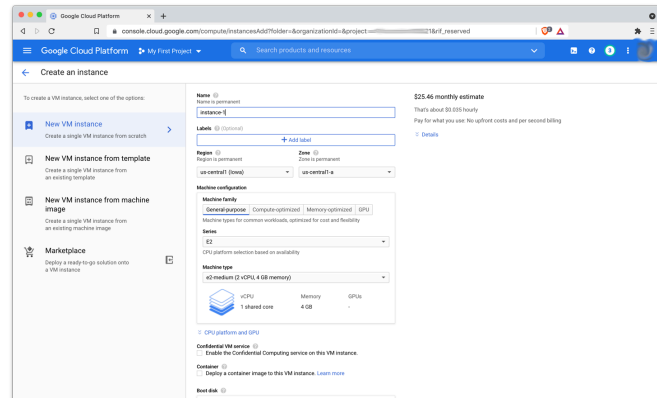 Google Cloud Platform
console.cloud.google.com/compute/instancesAdd?folder=&organizationId=&project=
1&rif_reserved
Google Cloud Platform
My First Project
Search products and resources
Create an instance
To create a VM instance, select one of the options:
New VM instance
Create a single VM instance from scratch
New VM instance from template
Create a single VM instance from
an existing template
New VM instance from machine
image
Create a single VM instance from
an existing machine image
Marketplace
Deploy a ready-to-go solution onto
a VM instance
Name
Name is permanent
instance-1
Labels (Optional)
+ Add label
Region
Region is permanent
us-central1 (Iowa)
Zone
Zone is permanent
us-central1-a
Machine configuration
Machine family
General-purpose Compute-optimized Memory-optimized GPU
Machine types for common workloads, optimized for cost and flexibility
Series
E2
CPU platform selection based on availability
Machine type
e2-medium (2 vCPU, 4 GB memory)
vCPU Memory GPUs
1 shared core 4 GB -
CPU platform and GPU
Confidential VM service
Enable the Confidential Computing service on this VM instance.
Container
Deploy a container image to this VM instance. Learn more
Boot disk
$25.46 monthly estimate
That's about $0.035 hourly
Pay for what you use: No upfront costs and per second billing
Details